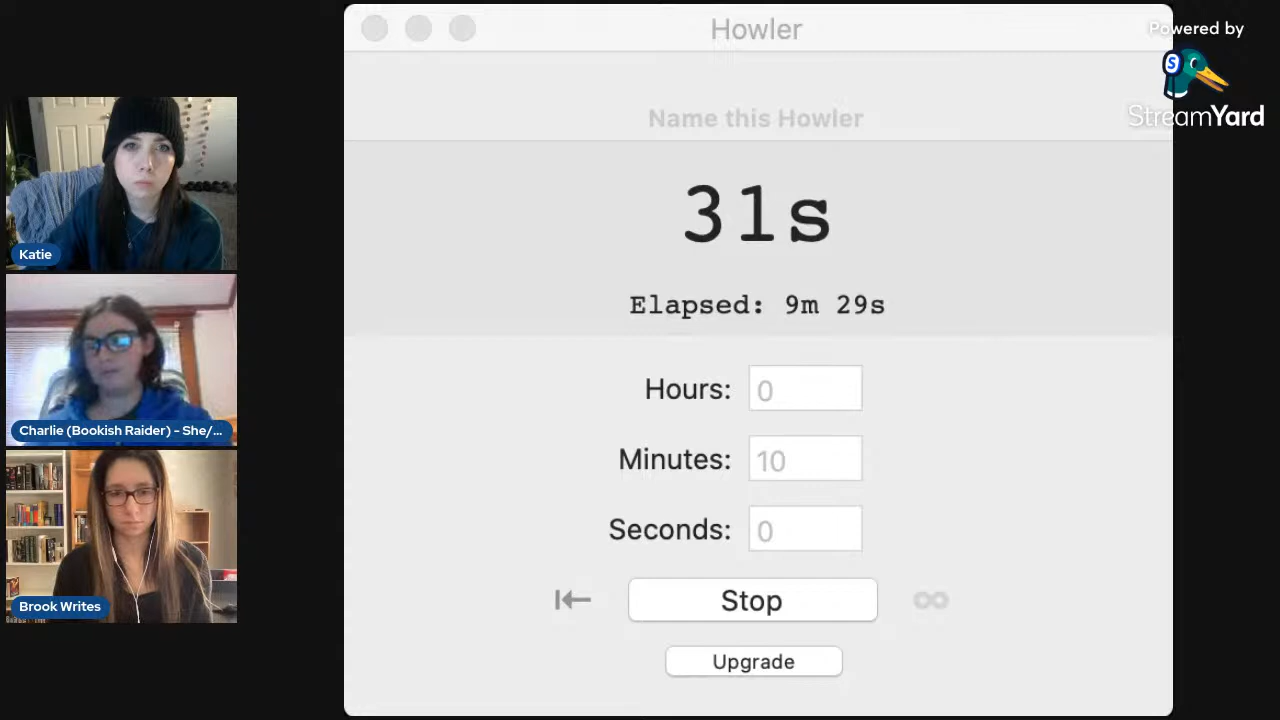 Howler
Powered by
StreamYard
Name this Howler
31s
Elapsed: 9m 29s
Hours: 0
Minutes: 10
Seconds: 0
Stop
Upgrade
Katie
Charlie (Bookish Raider) - She/...
Brook Writes